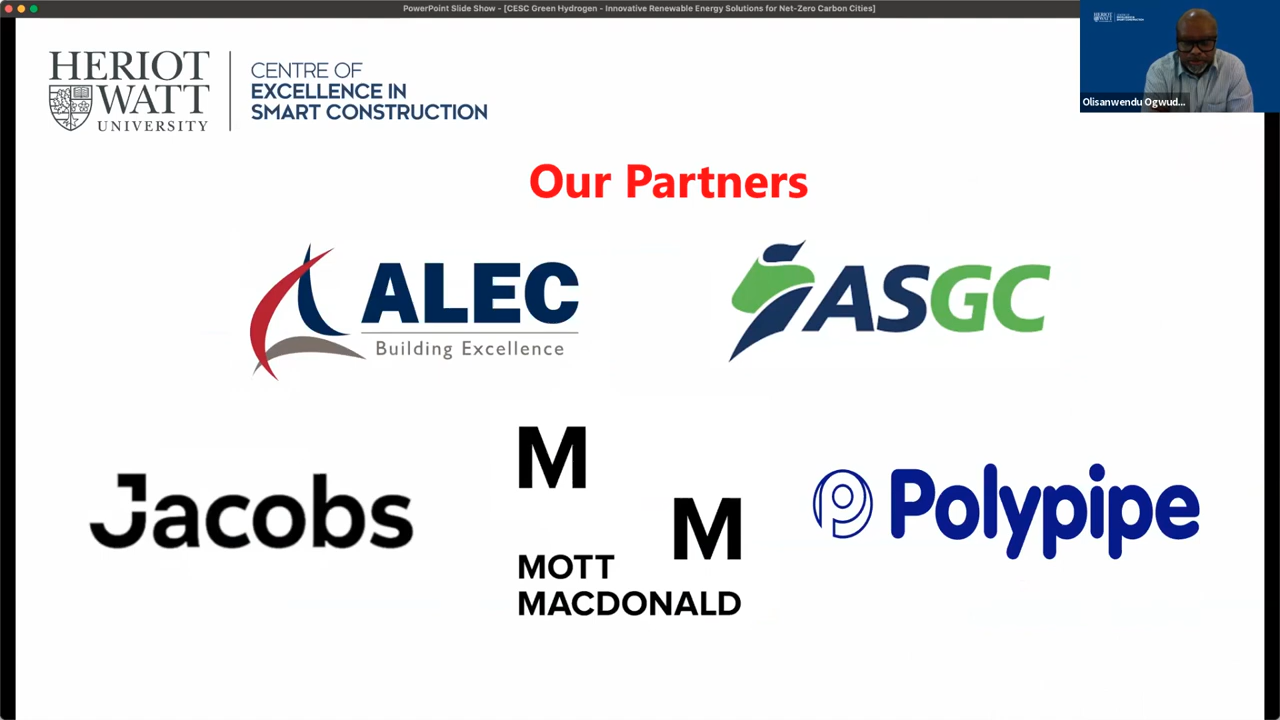 PowerPoint Slide Show - [CESC Green Hydrogen - Innovative Renewable Energy Solutions for Net-Zero Carbon Cities]
HERIOT
WATT
UNIVERSITY
CENTRE OF
EXCELLENCE IN
SMART CONSTRUCTION
Olisanwendu Ogwud...
Our Partners
ALEC
Building Excellence
ASGC
Jacobs
M
M
MOTT
MACDONALD
Polypipe